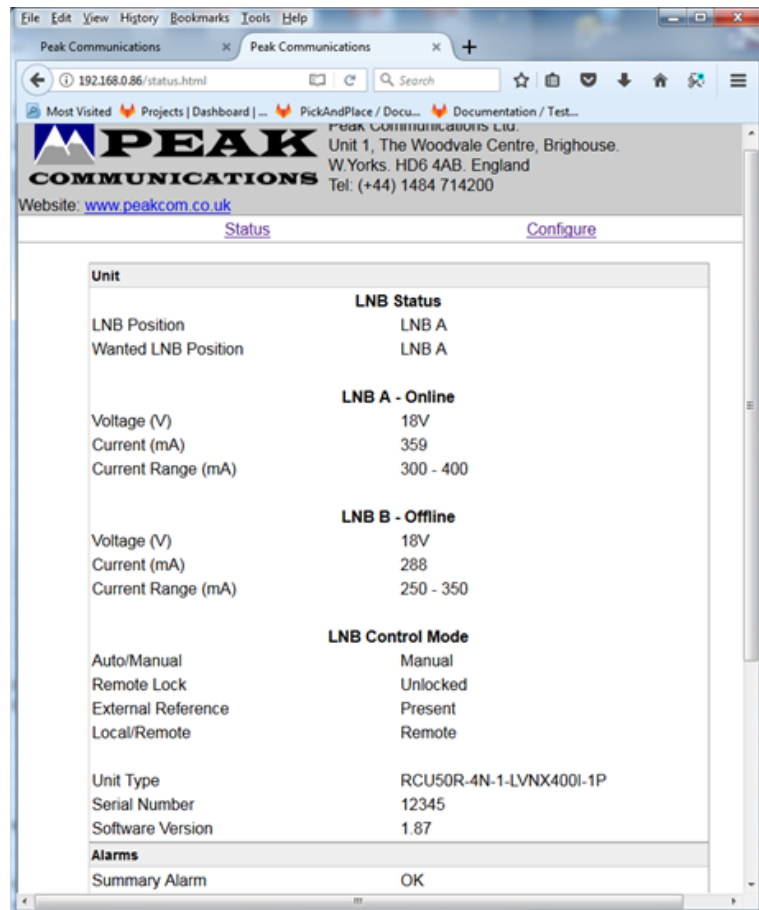 File Edit View History Bookmarks Tools Help
Peak Communications × Peak Communications × +
192.168.0.86/status.html Search
Most Visited Projects | Dashboard | ... PickAndPlace / Docu... Documentation / Test...
PEAK
COMMUNICATIONS
Peak Communications Ltd.
Unit 1, The Woodvale Centre, Brighouse.
W.Yorks. HD6 4AB. England
Tel: (+44) 1484 714200
Website: www.peakcom.co.uk
Status Configure
Unit
LNB Status
LNB Position LNB A
Wanted LNB Position LNB A
LNB A - Online
Voltage (V) 18V
Current (mA) 359
Current Range (mA) 300 - 400
LNB B - Offline
Voltage (V) 18V
Current (mA) 288
Current Range (mA) 250 - 350
LNB Control Mode
Auto/Manual Manual
Remote Lock Unlocked
External Reference Present
Local/Remote Remote
Unit Type RCU50R-4N-1-LVNX400I-1P
Serial Number 12345
Software Version 1.87
Alarms
Summary Alarm OK